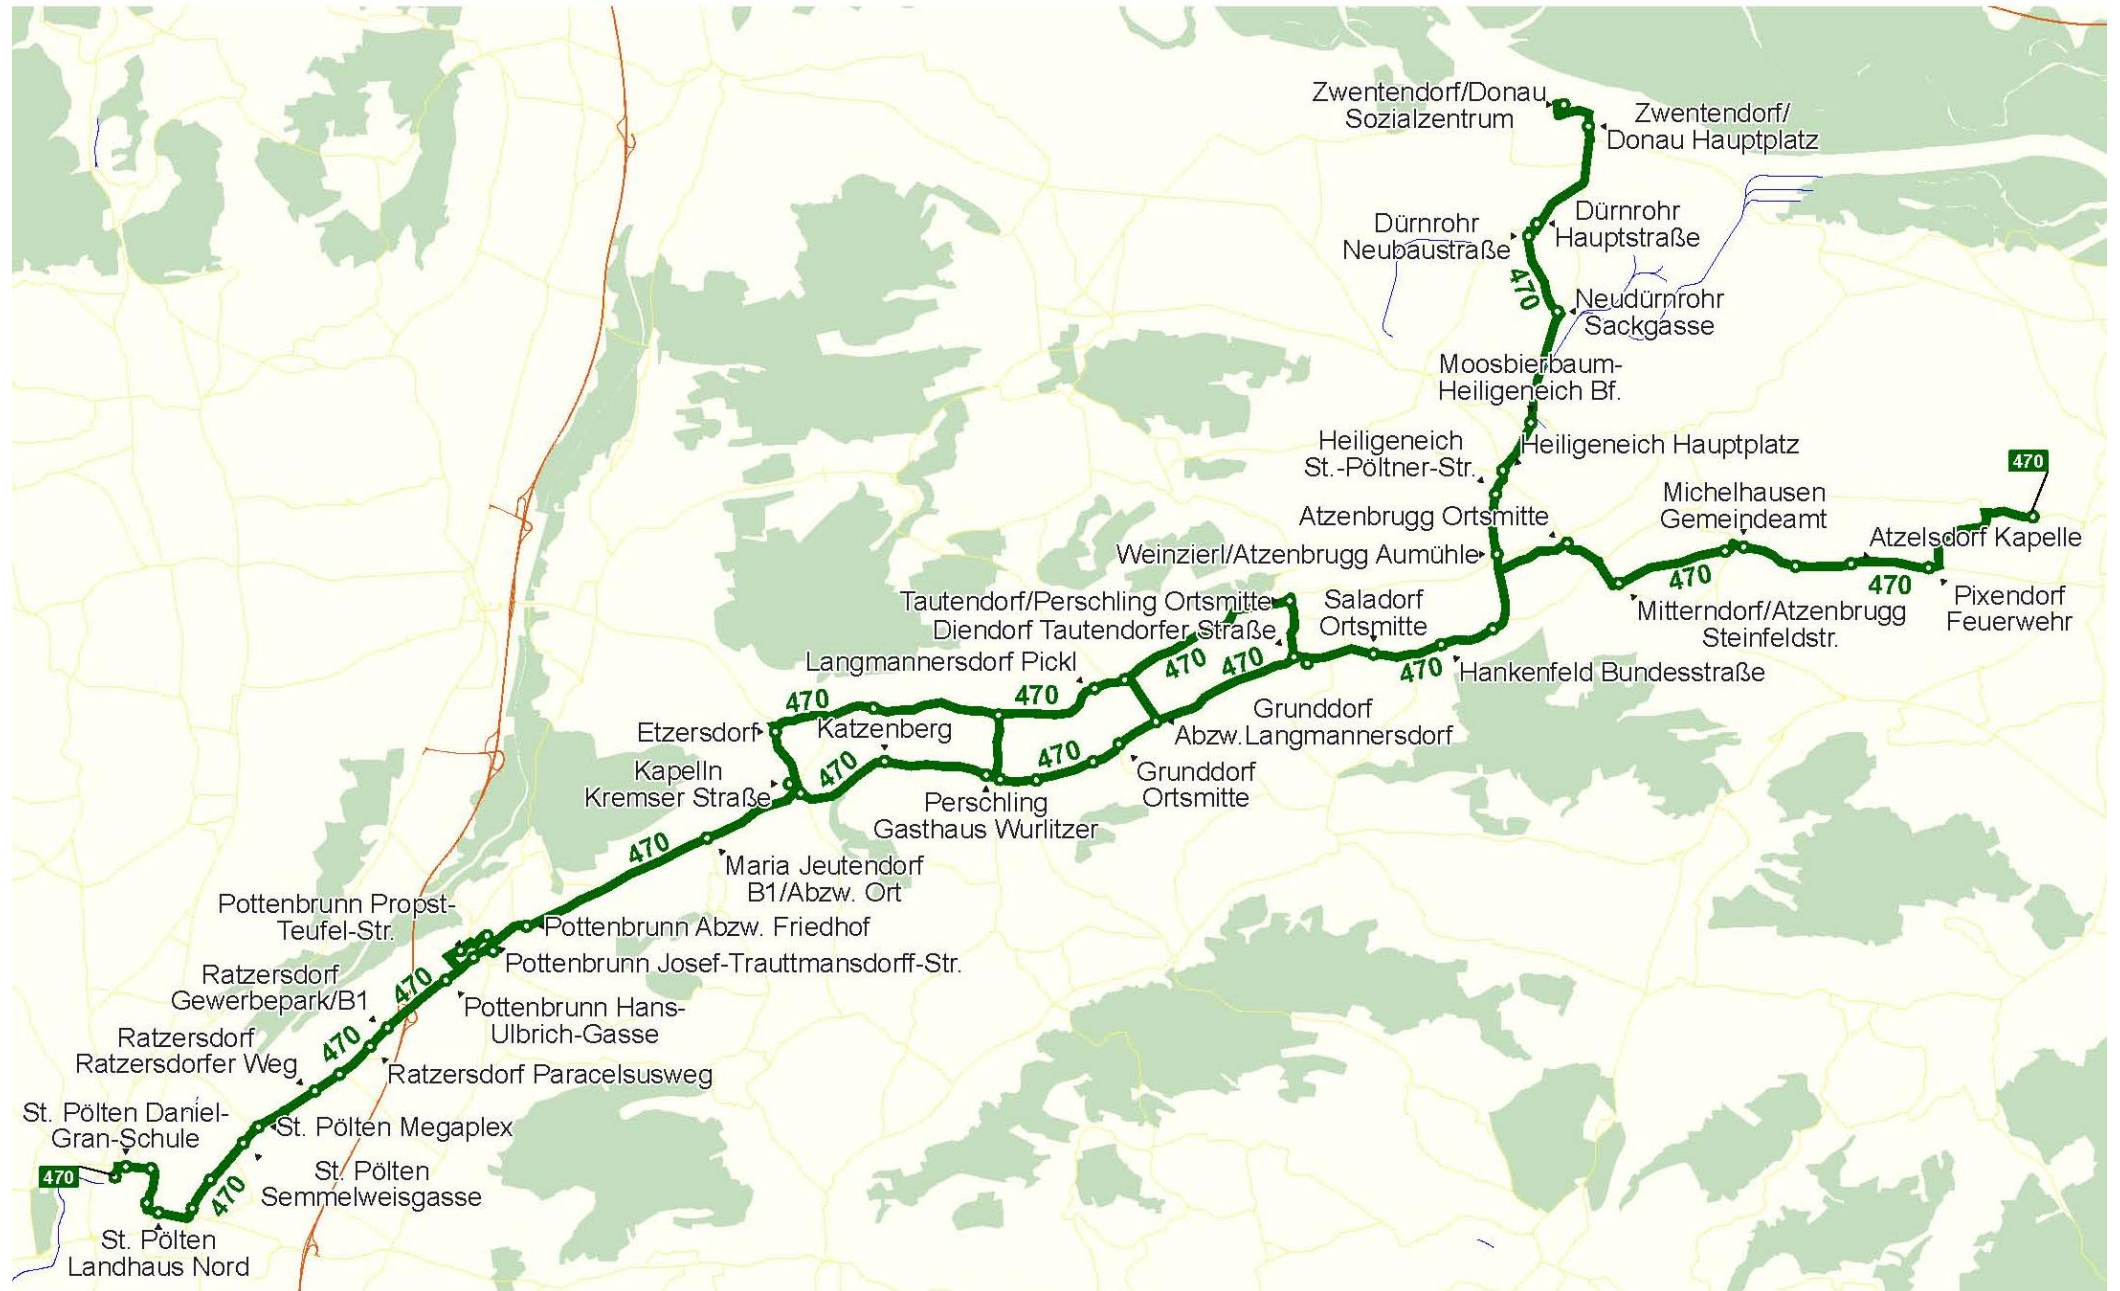 Zwentendorf/Donau
Sozialzentrum
Zwentendorf/
Donau Hauptplatz
Dürnrohr
Hauptstraße
Dürnrohr
Neubaustraße
470
Neudürnrohr
Sackgasse
Moosbierbaum-
Heiligeneich Bf.
Heiligeneich
St.-Pöltner-Str.
Heiligeneich Hauptplatz
470
Michelhausen
Gemeindeamt
Atzenbrugg Ortsmitte
Atzelsdorf Kapelle
Weinzierl/Atzenbrugg Aumühle
470
470
Pixendorf
Feuerwehr
Mitterndorf/Atzenbrugg
Steinfeldstr.
Tautendorf/Perschling Ortsmitte
Diendorf Tautendorfer Straße
Saladorf
Ortsmitte
Langmannersdorf Pickl
470
470
470
Hankenfeld Bundesstraße
470
470
Etzersdorf
Katzenberg
Grunddorf
Abzw.Langmannersdorf
470
470
Kapelln
Kremser Straße
Grunddorf
Ortsmitte
Perschling
Gasthaus Wurlitzer
470
Maria Jeutendorf
B1/Abzw. Ort
Pottenbrunn Propst-
Teufel-Str.
Pottenbrunn Abzw. Friedhof
Pottenbrunn Josef-Trauttmansdorff-Str.
Ratzersdorf
Gewerbepark/B1
470
Pottenbrunn Hans-
Ulbrich-Gasse
Ratzersdorf
Ratzersdorfer Weg
470
Ratzersdorf Paracelsusweg
St. Pölten Daniel-
Gran-Schule
St. Pölten Megaplex
470
St. Pölten
Semmelweisgasse
470
St. Pölten
Landhaus Nord